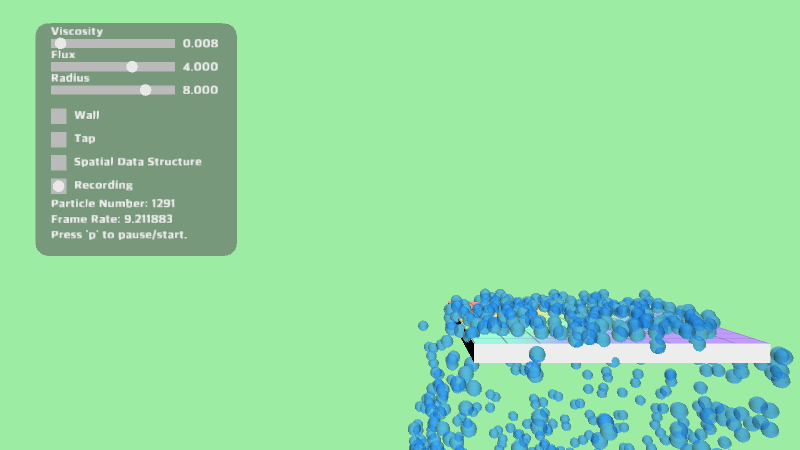 Viscosity
0.008
Flux
4.000
Radius
8.000
Wall
Tap
Spatial Data Structure
Recording
Particle Number: 1291
Frame Rate: 9.211883
Press 'p' to pause/start.